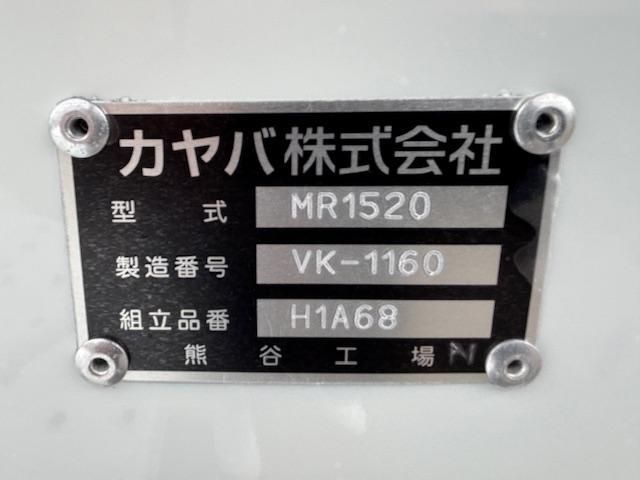 カヤバ株式会社
型式 MR1520
製造番号 VK-1160
組立品番 H1A68
熊谷工場 N